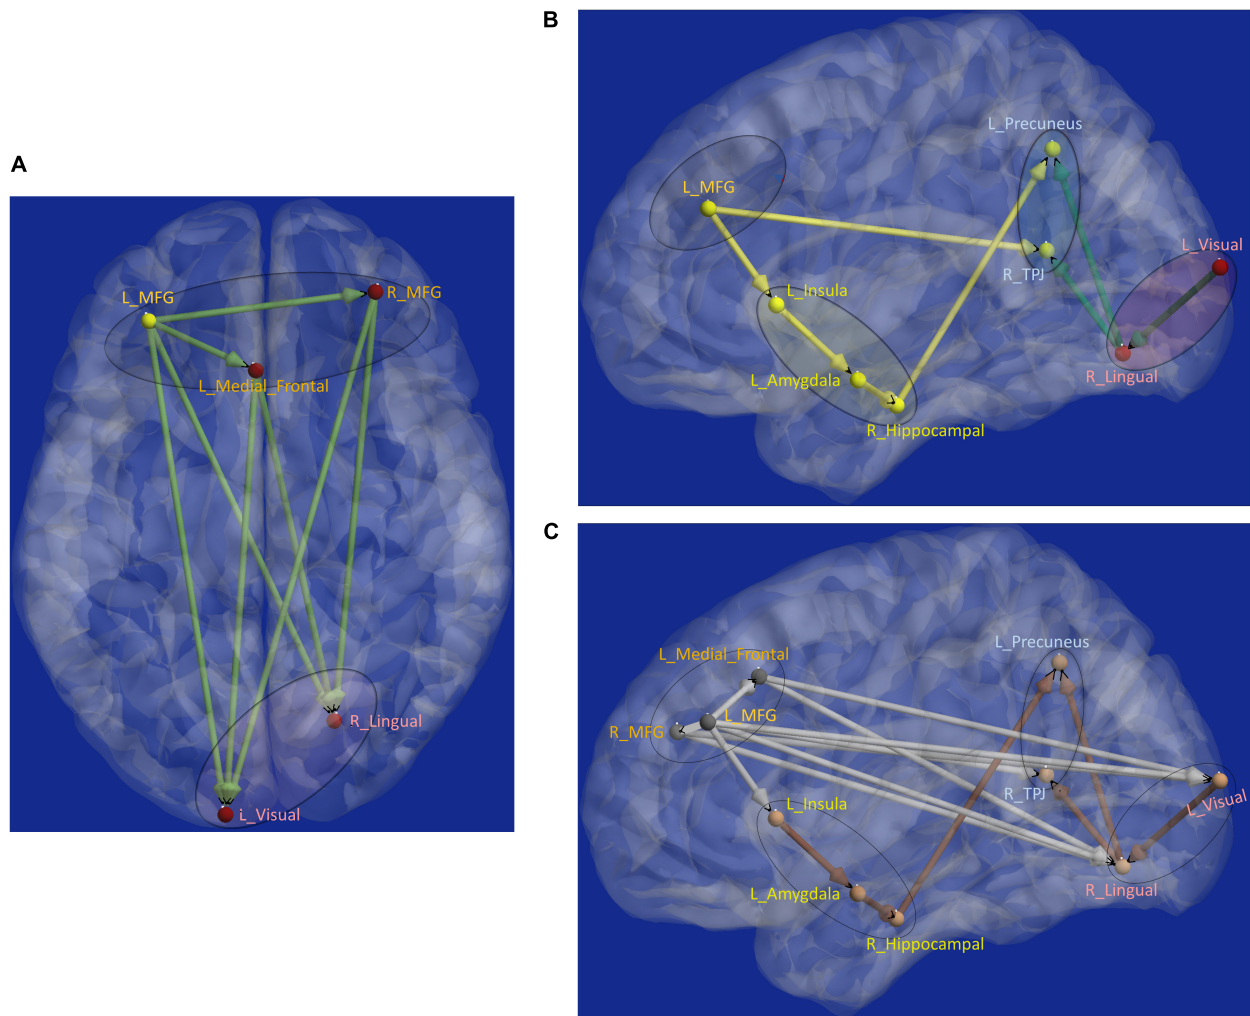 A
L_MFG
R_MFG
L_Medial_Frontal
R_Lingual
L_Visual
B
L_Precuneus
L_MFG
L_Visual
R_TPJ
L_Insula
L_Amygdala
R_Lingual
R_Hippocampal
C
L_Precuneus
L_Medial_Frontal
L_MFG
R_MFG
R_TPJ
L_Insula
L_Visual
L_Amygdala
R_Lingual
R_Hippocampal